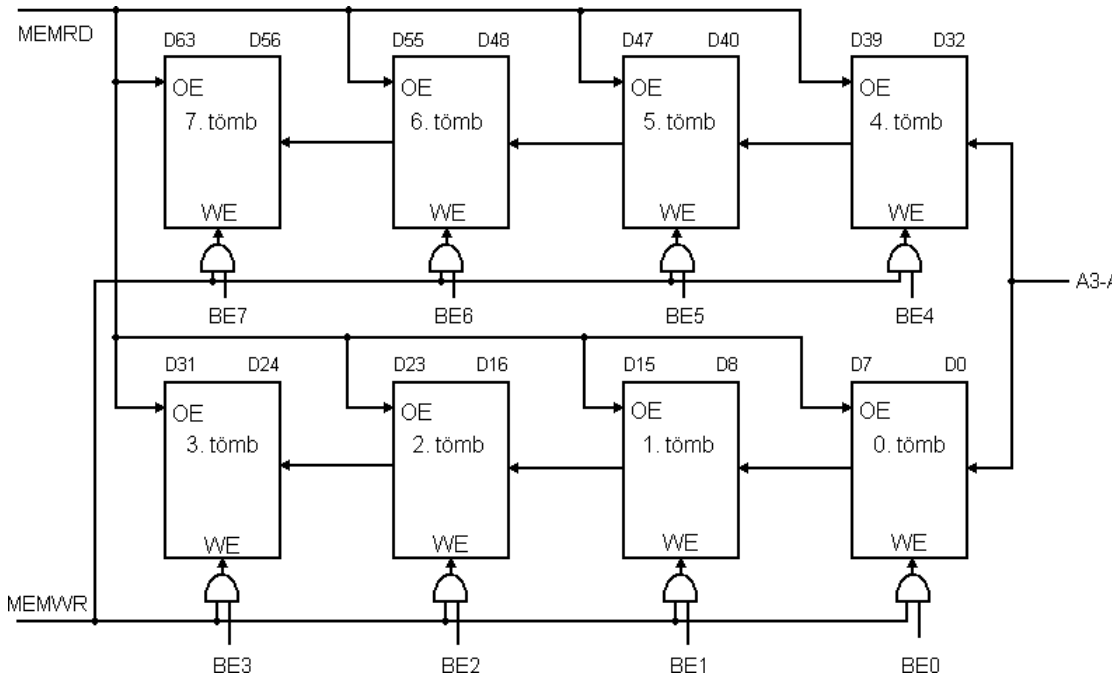 MEMRD
D63 D56 D55 D48 D47 D40 D39 D32
OE OE OE OE
7. tömb 6. tömb 5. tömb 4. tömb
WE WE WE WE
A3-A
BE7 BE6 BE5 BE4
D31 D24 D23 D16 D15 D8 D7 D0
OE OE OE OE
3. tömb 2. tömb 1. tömb 0. tömb
WE WE WE WE
MEMWR
BE3 BE2 BE1 BE0